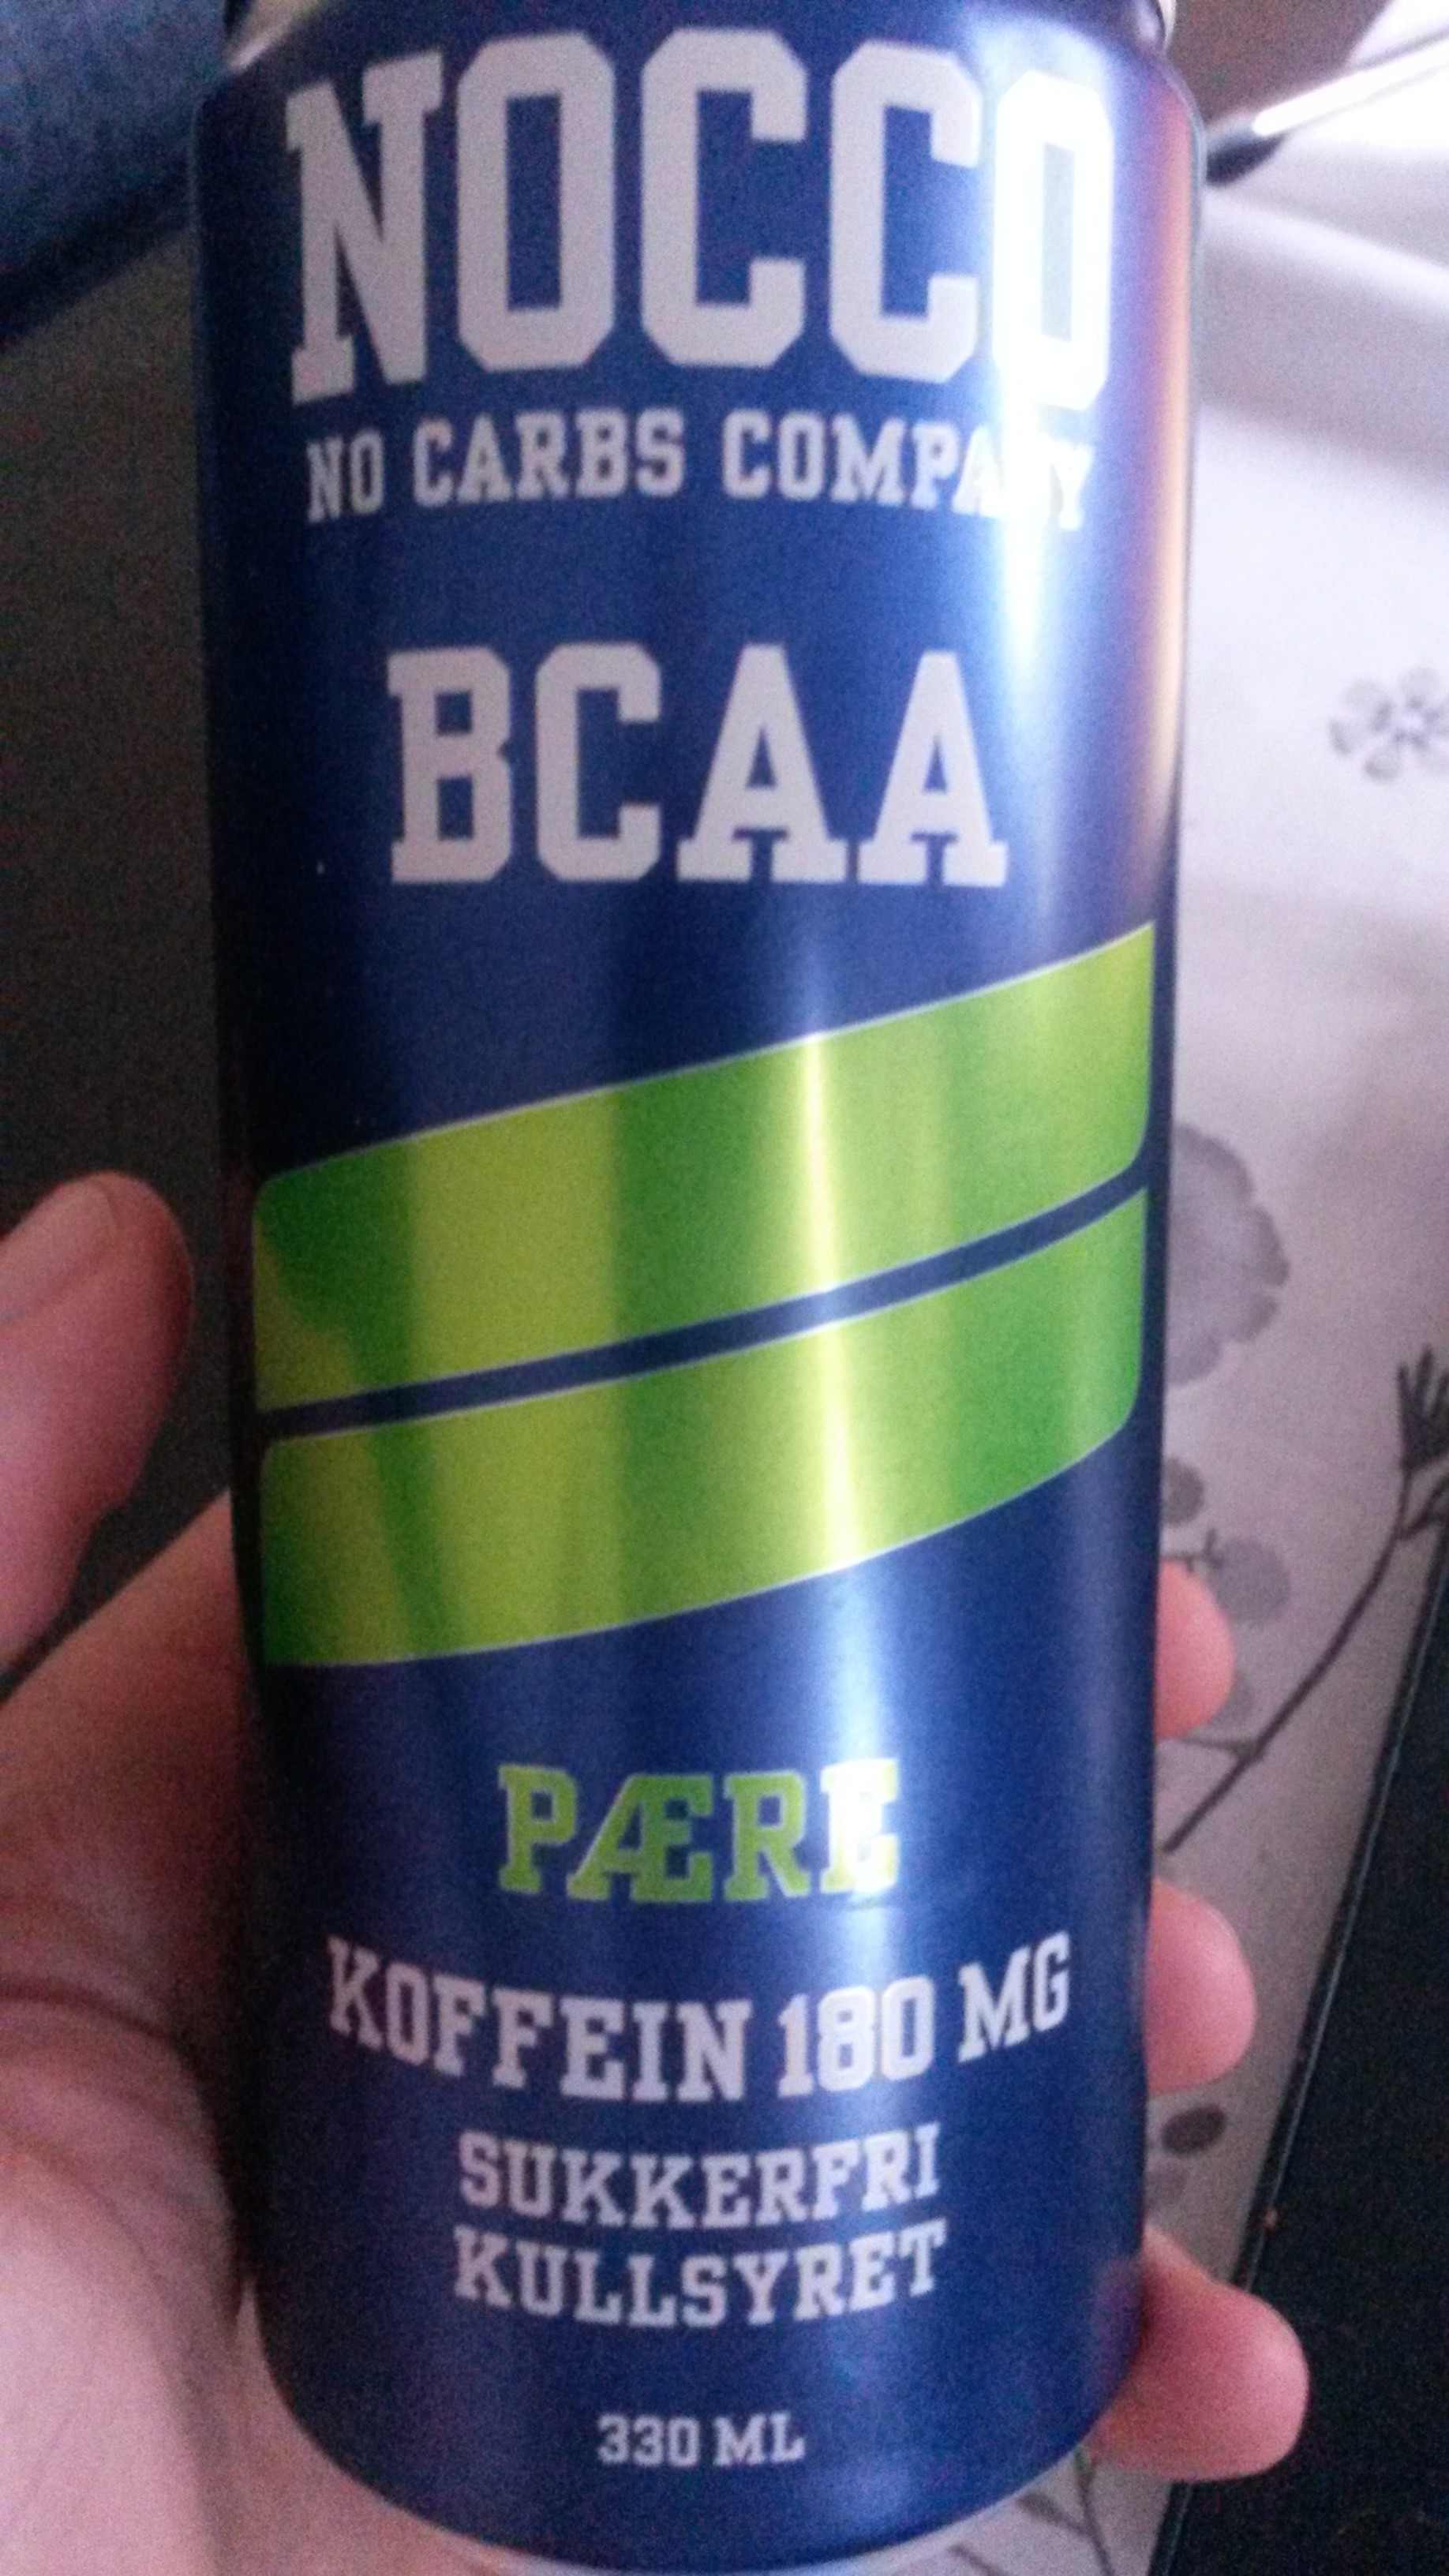 NOCCO
NO CARBS COMPANY
BCAA
PÆRE
KOFFEIN 180 MG
SUKKERFRI
KULLSYRET
330 ML